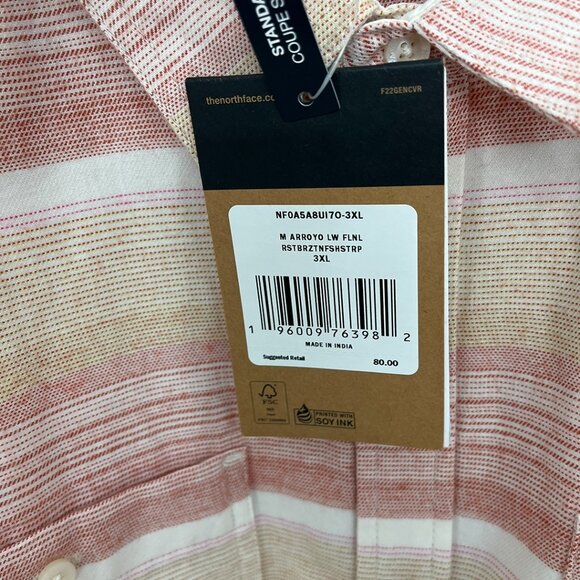 STANDA
COUPE S
thenorthface.co
F22GENCVR
NF0A5A8UI7O-3XL
M ARROYO LW FLNL
RSTBRZTNFSHSTRP
3XL
1 96009 76398 2
MADE IN INDIA
Suggested Retail 80.00
FSC
PRINTED WITH
SOY INK